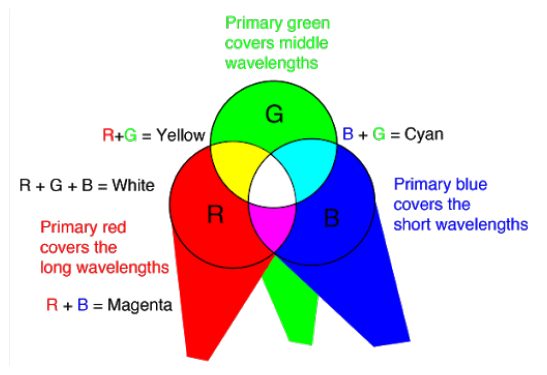 Primary green
covers middle
wavelengths
G
R+G = Yellow
B + G = Cyan
R + G + B = White
R
B
Primary blue
covers the
short wavelengths
Primary red
covers the
long wavelengths
R + B = Magenta